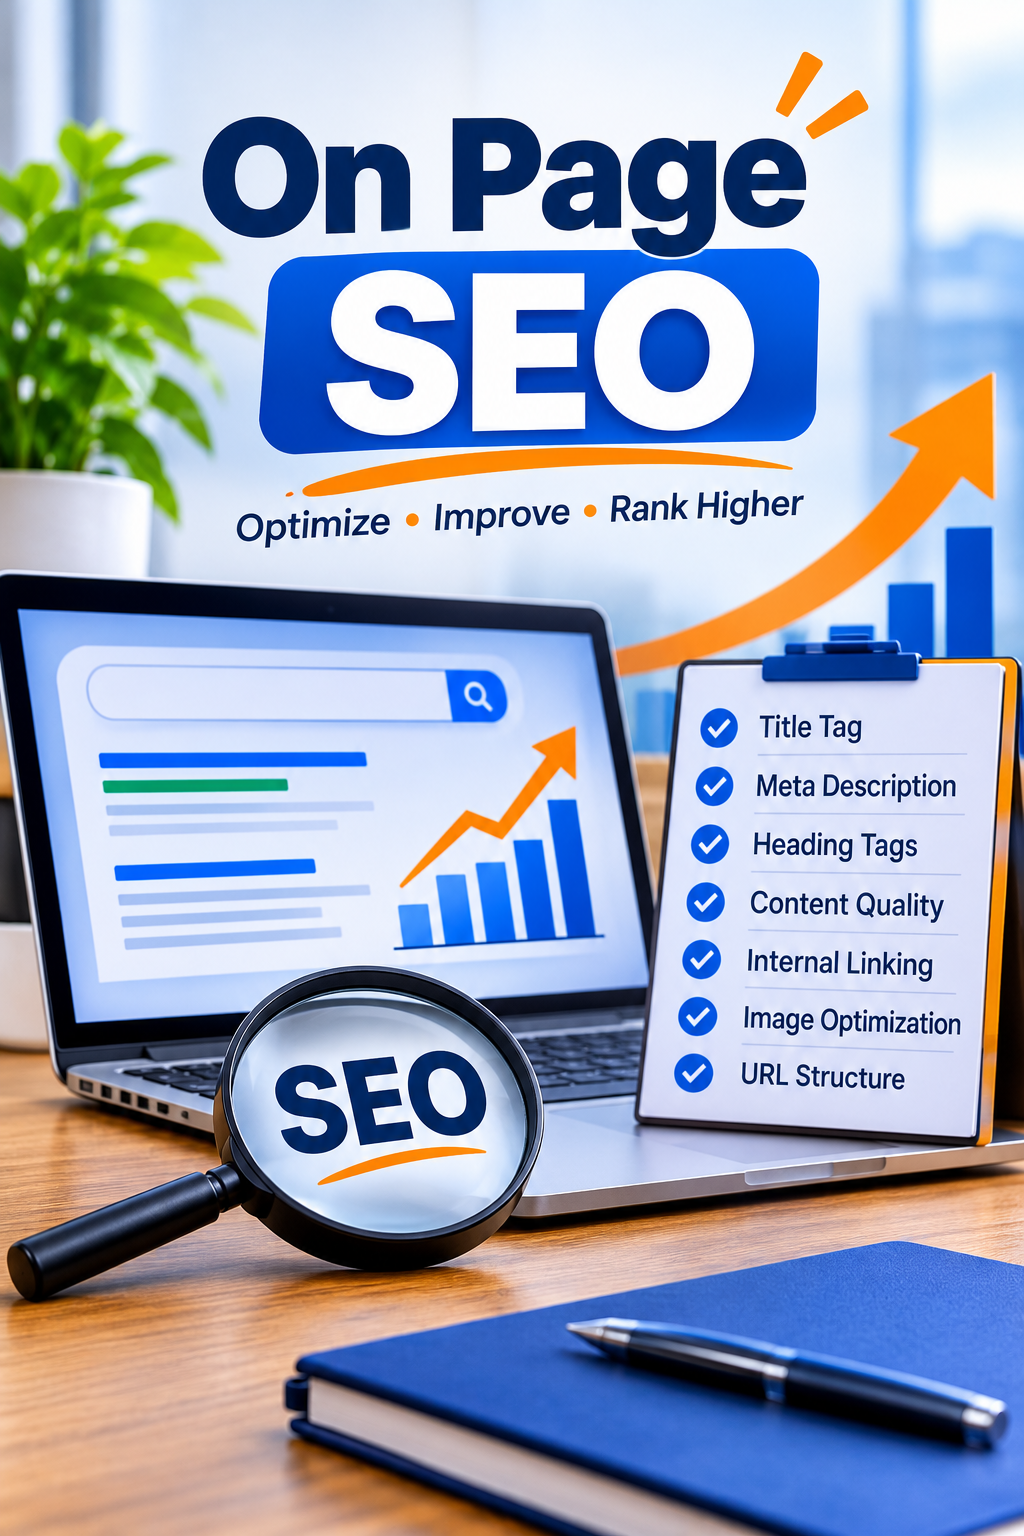 On Page
SEO
Optimize • Improve • Rank Higher
Title Tag
Meta Description
Heading Tags
Content Quality
Internal Linking
Image Optimization
URL Structure
SEO